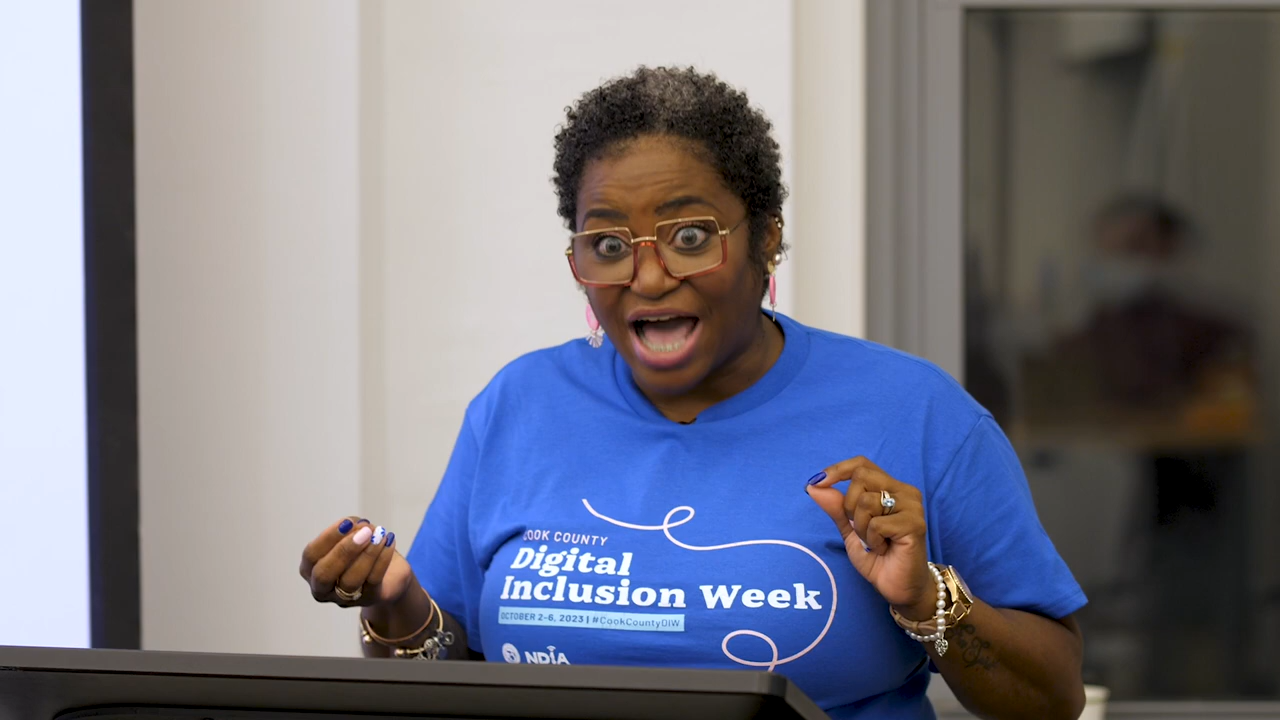 COOK COUNTY
Digital
Inclusion Week
OCTOBER 2-6, 2023 | #CookCountyDIW
NDIA